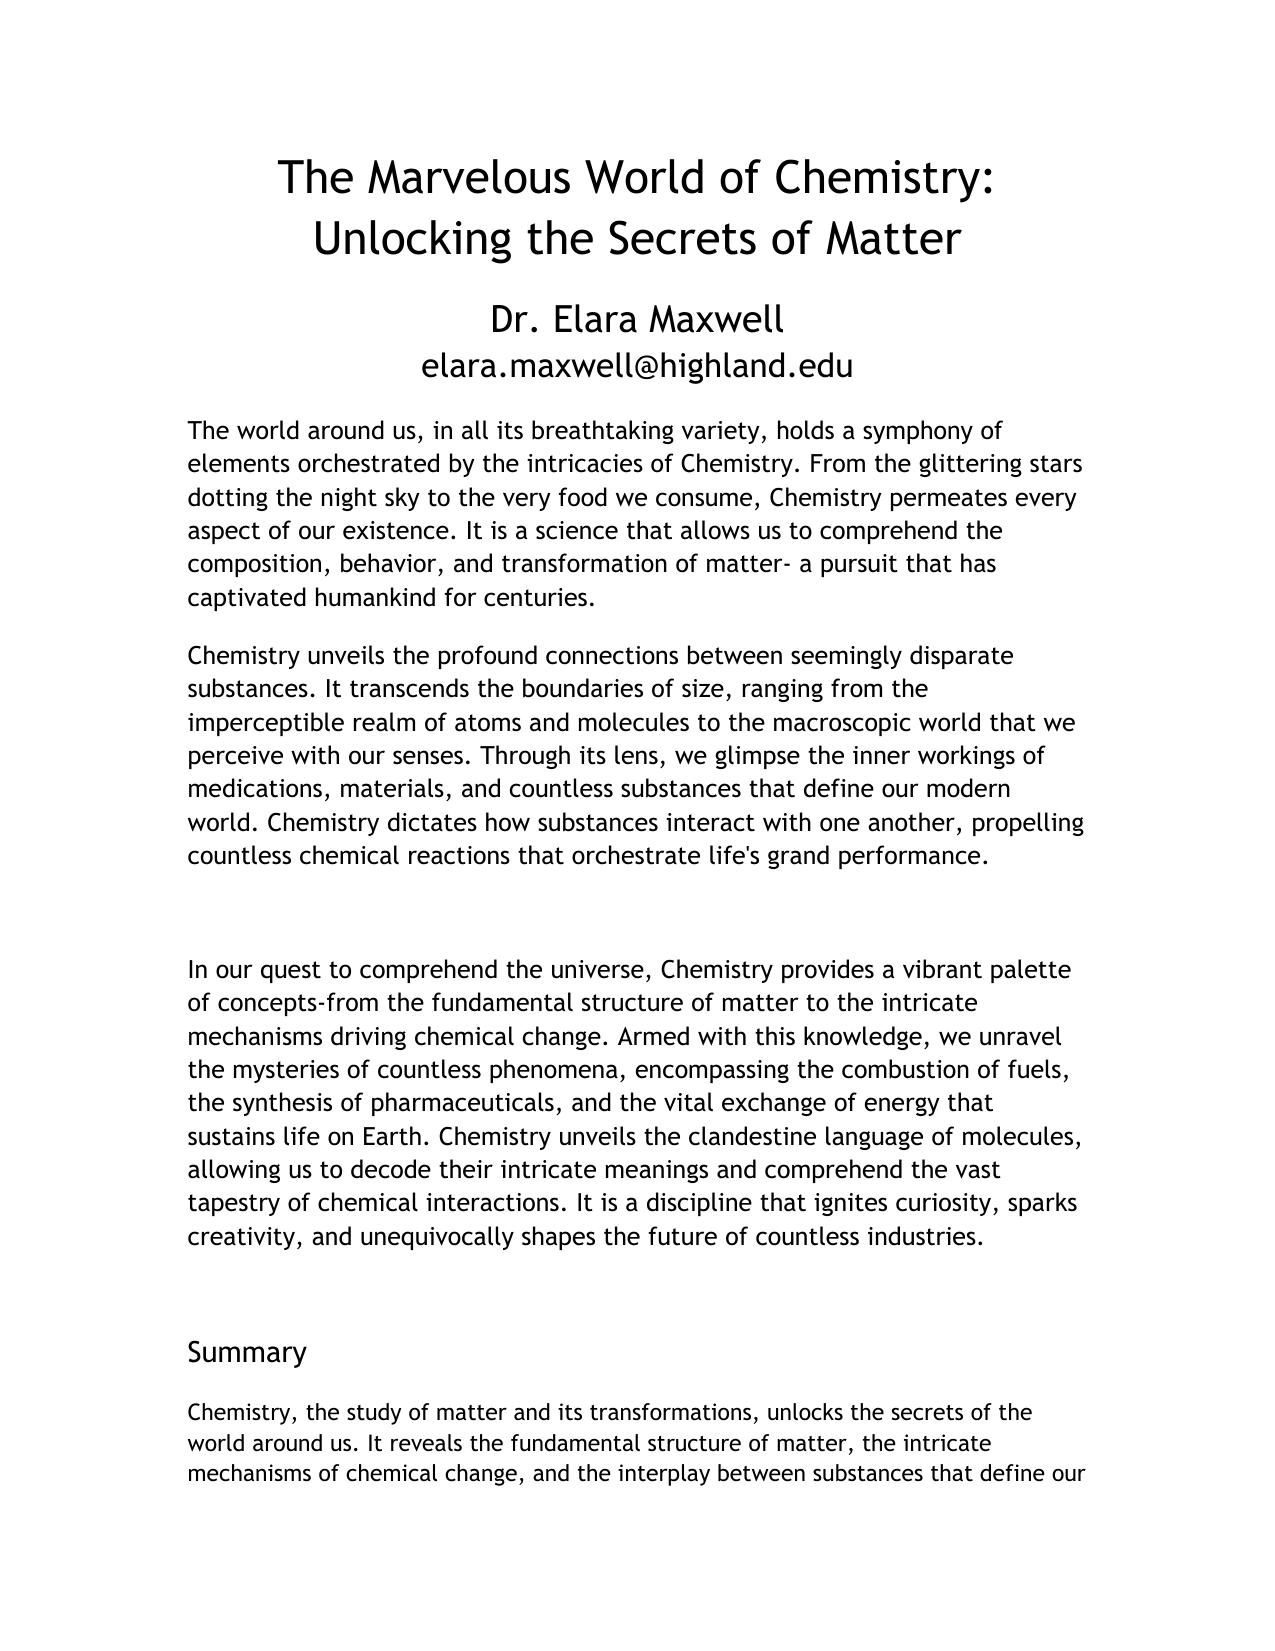 The Marvelous World of Chemistry:
Unlocking the Secrets of Matter
Dr. Elara Maxwell
elara.maxwell@highland.edu
The world around us, in all its breathtaking variety, holds a symphony of
elements orchestrated by the intricacies of Chemistry. From the glittering stars
dotting the night sky to the very food we consume, Chemistry permeates every
aspect of our existence. It is a science that allows us to comprehend the
composition, behavior, and transformation of matter- a pursuit that has
captivated humankind for centuries.
Chemistry unveils the profound connections between seemingly disparate
substances. It transcends the boundaries of size, ranging from the
imperceptible realm of atoms and molecules to the macroscopic world that we
perceive with our senses. Through its lens, we glimpse the inner workings of
medications, materials, and countless substances that define our modern
world. Chemistry dictates how substances interact with one another, propelling
countless chemical reactions that orchestrate life's grand performance.
In our quest to comprehend the universe, Chemistry provides a vibrant palette
of concepts-from the fundamental structure of matter to the intricate
mechanisms driving chemical change. Armed with this knowledge, we unravel
the mysteries of countless phenomena, encompassing the combustion of fuels,
the synthesis of pharmaceuticals, and the vital exchange of energy that
sustains life on Earth. Chemistry unveils the clandestine language of molecules,
allowing us to decode their intricate meanings and comprehend the vast
tapestry of chemical interactions. It is a discipline that ignites curiosity, sparks
creativity, and unequivocally shapes the future of countless industries.
Summary
Chemistry, the study of matter and its transformations, unlocks the secrets of the
world around us. It reveals the fundamental structure of matter, the intricate
mechanisms of chemical change, and the interplay between substances that define our